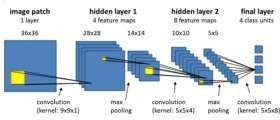 image patch
1 layer
36x36
hidden layer 1
4 feature maps
28x28
14x14
hidden layer 2
8 feature maps
10x10
5x5
final layer
4 class units
convolution
(kernel: 9x9x1)
max
pooling
convolution
(kernel: 5x5x4)
max
pooling
convolution
(kernel: 5x5x8)